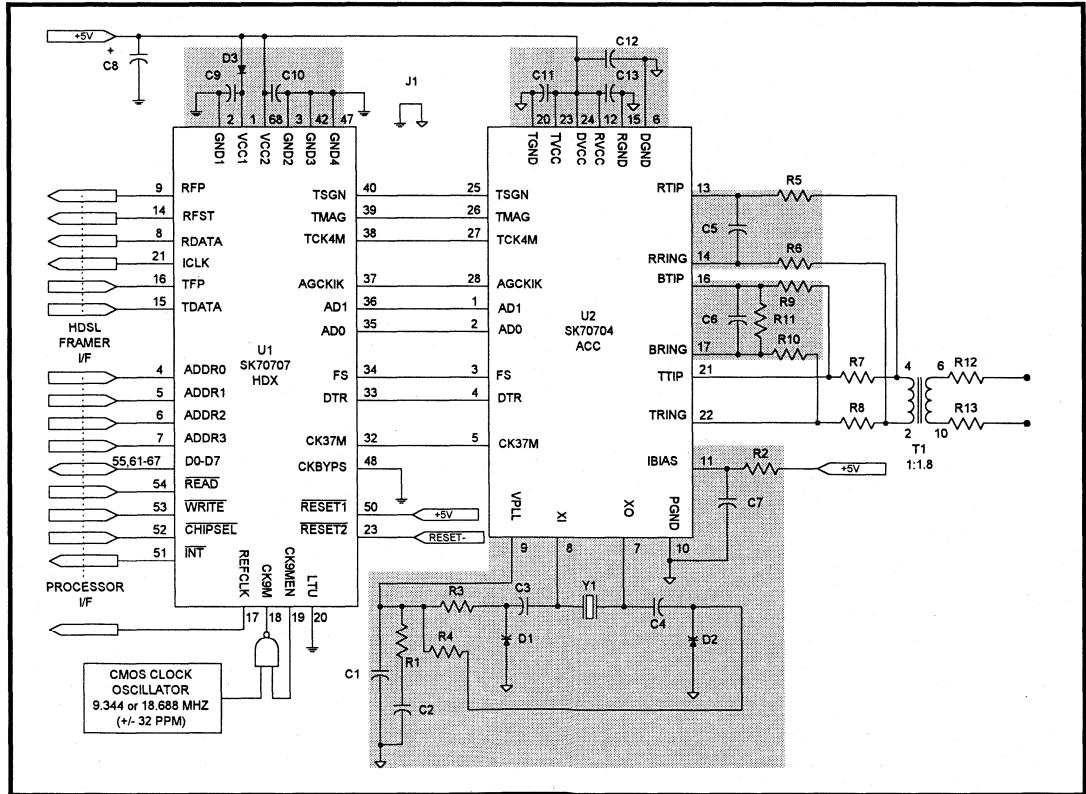 +5V
+
C8
D3
C9
C10
J1
C12
C11
C13
2 1 68 3 42 47
GND1 VCC1 VCC2 GND2 GND3 GND4
20 23 24 12 15 6
TGND TVCC DVCC RVCC RGND DGND
9 RFP
14 RFST
8 RDATA
21 ICLK
16 TFP
15 TDATA
HDSL
FRAMER
I/F
4 ADDR0
5 ADDR1
6 ADDR2
7 ADDR3
55,61-67 D0-D7
54 READ
53 WRITE
52 CHIPSEL
51 INT
PROCESSOR
I/F
U1
SK70707
HDX
TSGN 40
TMAG 39
TCK4M 38
AGCKIK 37
AD1 36
AD0 35
FS 34
DTR 33
CK37M 32
CKBYPS 48
RESET1 50
+5V
RESET2 23
RESET-
REFCLK CK9M CK9MEN LTU
17 18 19 20
CMOS CLOCK
OSCILLATOR
9.344 or 18.688 MHZ
(+/- 32 PPM)
25 TSGN
26 TMAG
27 TCK4M
28 AGCKIK
1 AD1
2 AD0
3 FS
4 DTR
5 CK37M
U2
SK70704
ACC
RTIP 13
RRING 14
BTIP 16
BRING 17
TTIP 21
TRING 22
IBIAS 11
VPLL XI XO PGND
9 8 7 10
R5
C5
R6
R9
C6
R11
R10
R7
R8
4 6
2 10
T1
1:1.8
R12
R13
R2
+5V
C7
R3
C3
Y1
C4
R4
D1
D2
R1
C1
C2